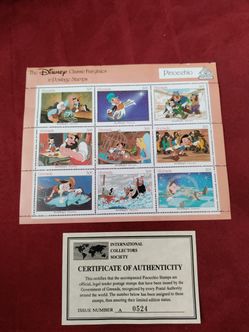 The Disney Classic Fairytales
in Postage Stamps
Pinocchio
INTERNATIONAL
COLLECTORS
SOCIETY
CERTIFICATE OF AUTHENTICITY
This certifies that the accompanied Pinocchio Stamps are
official, legal tender postage stamps that have been issued by the
Government of Grenada, recognized by every Postal Authority
around the world. The number below has been assigned to these
stamps, thus assuring their limited edition status.
ISSUE NUMBER A 0524